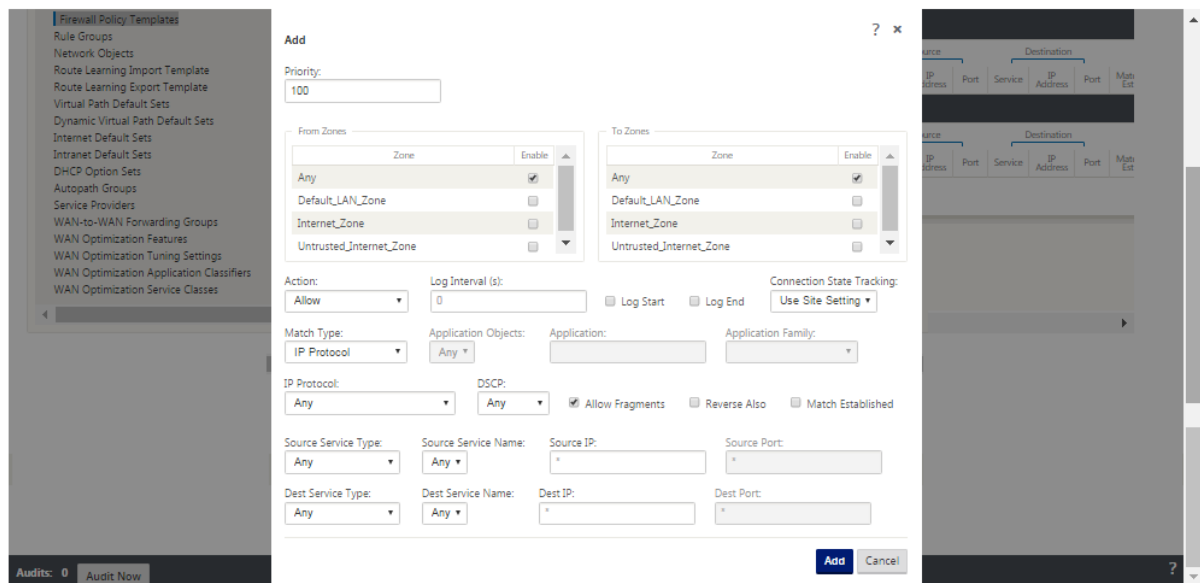 Firewall Policy Templates
Rule Groups
Network Objects
Route Learning Import Template
Route Learning Export Template
Virtual Path Default Sets
Dynamic Virtual Path Default Sets
Internet Default Sets
Intranet Default Sets
DHCP Option Sets
Autopath Groups
Service Providers
WAN-to-WAN Forwarding Groups
WAN Optimization Features
WAN Optimization Tuning Settings
WAN Optimization Application Classifiers
WAN Optimization Service Classes
Add
? ×
Priority:
100
From Zones
Zone Enable
Any
Default_LAN_Zone
Internet_Zone
Untrusted_Internet_Zone
To Zones
Zone Enable
Any
Default_LAN_Zone
Internet_Zone
Untrusted_Internet_Zone
Action: Log Interval (s): Connection State Tracking:
Allow 0 Log Start Log End Use Site Setting
Match Type: Application Objects: Application: Application Family:
IP Protocol Any
IP Protocol: DSCP:
Any Any Allow Fragments Reverse Also Match Established
Source Service Type: Source Service Name: Source IP: Source Port:
Any Any * *
Dest Service Type: Dest Service Name: Dest IP: Dest Port:
Any Any * *
Add Cancel
Destination
IP Address Port Service IP Address Port
Destination
IP Address Port Service IP Address Port
Audits: 0 Audit Now ?